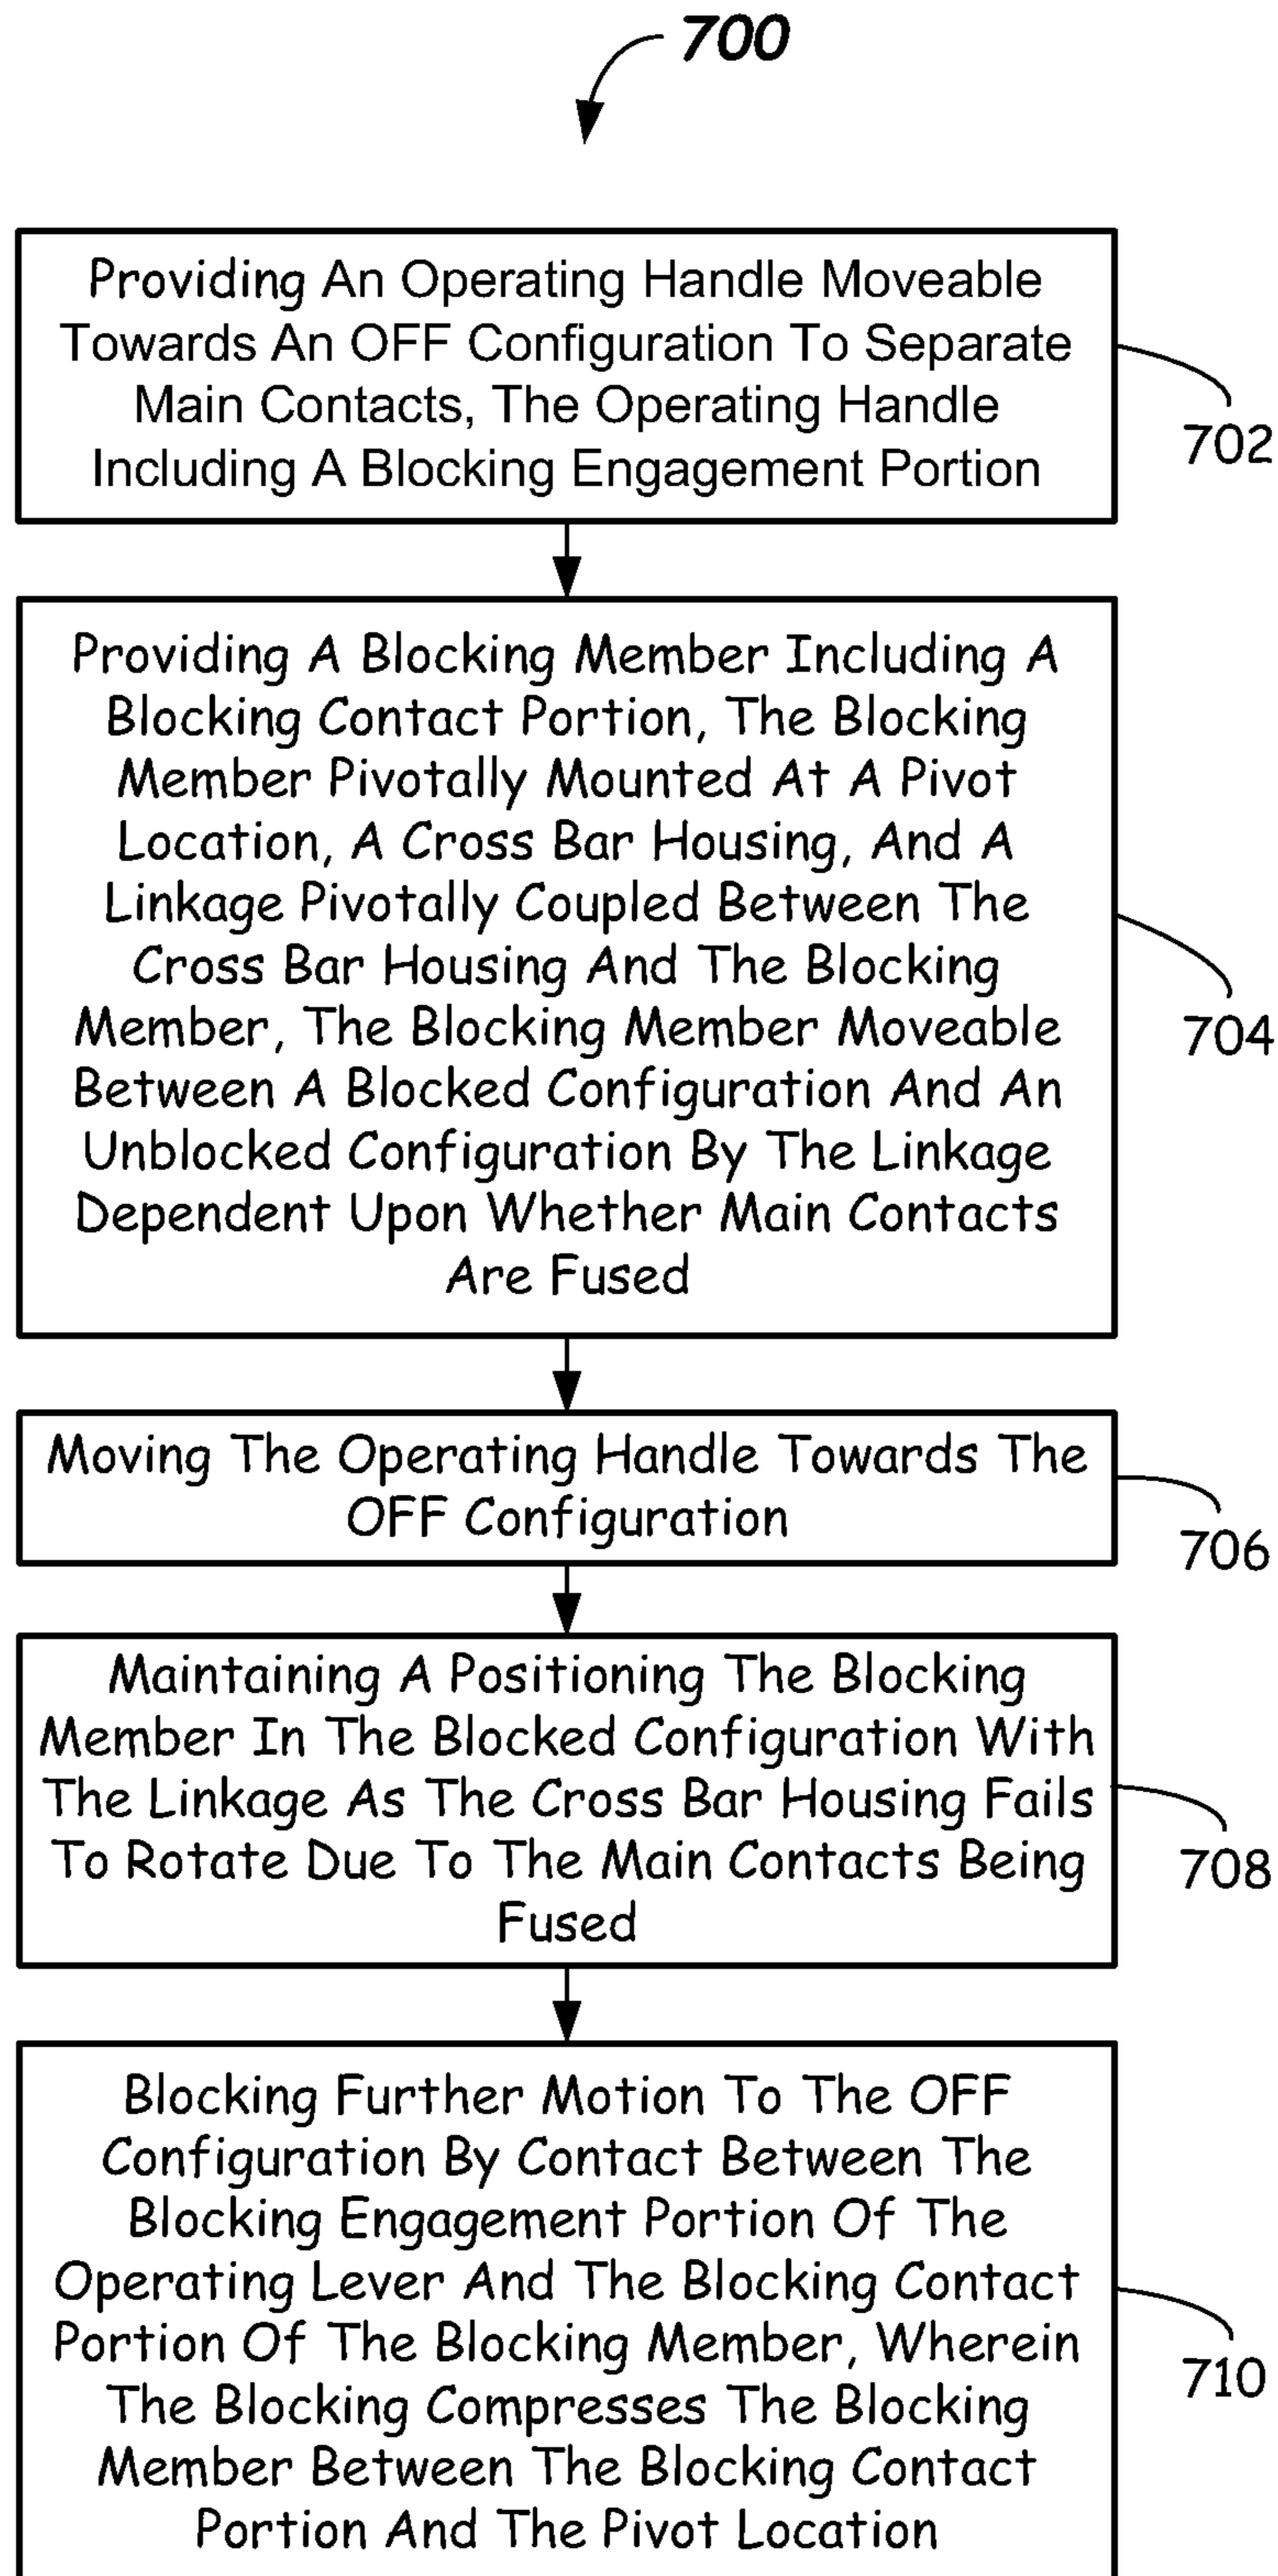 700
Providing An Operating Handle Moveable
Towards An OFF Configuration To Separate
Main Contacts, The Operating Handle
Including A Blocking Engagement Portion
702
Providing A Blocking Member Including A
Blocking Contact Portion, The Blocking
Member Pivotally Mounted At A Pivot
Location, A Cross Bar Housing, And A
Linkage Pivotally Coupled Between The
Cross Bar Housing And The Blocking
Member, The Blocking Member Moveable
Between A Blocked Configuration And An
Unblocked Configuration By The Linkage
Dependent Upon Whether Main Contacts
Are Fused
704
Moving The Operating Handle Towards The
OFF Configuration
706
Maintaining A Positioning The Blocking
Member In The Blocked Configuration With
The Linkage As The Cross Bar Housing Fails
To Rotate Due To The Main Contacts Being
Fused
708
Blocking Further Motion To The OFF
Configuration By Contact Between The
Blocking Engagement Portion Of The
Operating Lever And The Blocking Contact
Portion Of The Blocking Member, Wherein
The Blocking Compresses The Blocking
Member Between The Blocking Contact
Portion And The Pivot Location
710